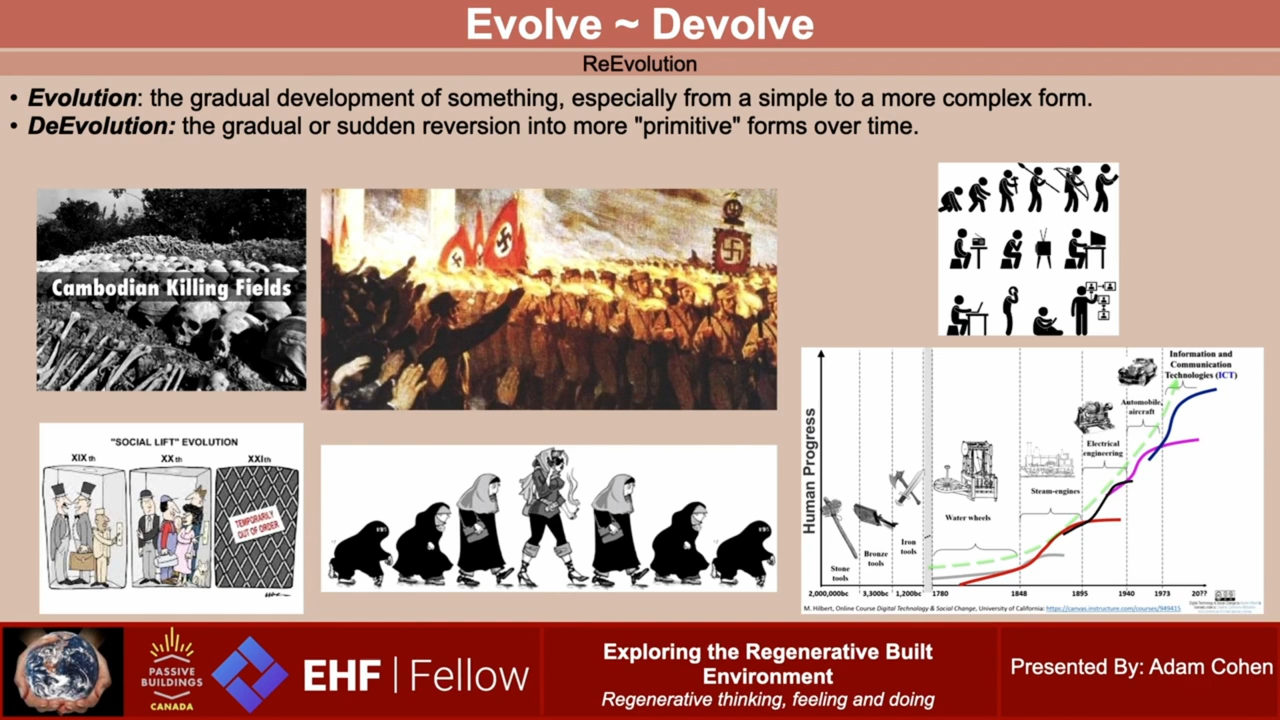 Evolve ~ Devolve
ReEvolution
• Evolution: the gradual development of something, especially from a simple to a more complex form.
• DeEvolution: the gradual or sudden reversion into more "primitive" forms over time.
Cambodian Killing Fields
"SOCIAL LIFT" EVOLUTION
XIX th
XX th
XXI th
TEMPORARILY
OUT OF ORDER
Human Progress
Information and
Communication
Technologies (ICT)
Automobile,
aircraft
Electrical
engineering
Steam-engines
Water wheels
Iron
tools
Bronze
tools
Stone
tools
2,000,000bc
3,300bc
1,200bc
1780
1848
1895
1940
1973
20??
M. Hilbert, Online Course Digital Technology & Social Change, University of California: https://canvas.instructure.com/courses/949415
PASSIVE
BUILDINGS
CANADA
EHF | Fellow
Exploring the Regenerative Built
Environment
Regenerative thinking, feeling and doing
Presented By: Adam Cohen